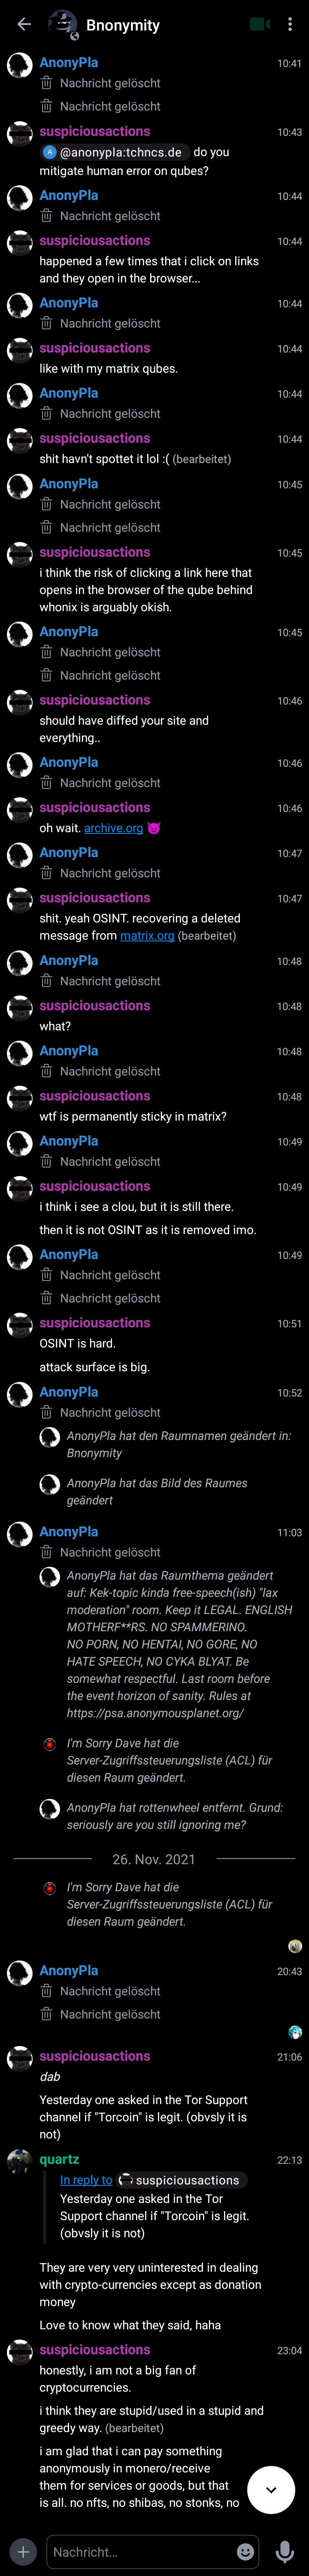 Bnonymity
AnonyPla 10:41
Nachricht gelöscht
Nachricht gelöscht
suspiciousactions 10:43
A @anonypla:tchncs.de do you
mitigate human error on qubes?
AnonyPla 10:44
Nachricht gelöscht
suspiciousactions 10:44
happened a few times that i click on links
and they open in the browser...
AnonyPla 10:44
Nachricht gelöscht
suspiciousactions 10:44
like with my matrix qubes.
AnonyPla 10:44
Nachricht gelöscht
suspiciousactions 10:44
shit havn't spottet it lol :( (bearbeitet)
AnonyPla 10:45
Nachricht gelöscht
Nachricht gelöscht
suspiciousactions 10:45
i think the risk of clicking a link here that
opens in the browser of the qube behind
whonix is arguably okish.
AnonyPla 10:45
Nachricht gelöscht
Nachricht gelöscht
suspiciousactions 10:46
should have diffed your site and
everything..
AnonyPla 10:46
Nachricht gelöscht
suspiciousactions 10:46
oh wait. archive.org 😈
AnonyPla 10:47
Nachricht gelöscht
suspiciousactions 10:47
shit. yeah OSINT. recovering a deleted
message from matrix.org (bearbeitet)
AnonyPla 10:48
Nachricht gelöscht
suspiciousactions 10:48
what?
AnonyPla 10:48
Nachricht gelöscht
suspiciousactions 10:48
wtf is permanently sticky in matrix?
AnonyPla 10:49
Nachricht gelöscht
suspiciousactions 10:49
i think i see a clou, but it is still there.
then it is not OSINT as it is removed imo.
AnonyPla 10:49
Nachricht gelöscht
Nachricht gelöscht
suspiciousactions 10:51
OSINT is hard.
attack surface is big.
AnonyPla 10:52
Nachricht gelöscht
AnonyPla hat den Raumnamen geändert in:
Bnonymity
AnonyPla hat das Bild des Raumes
geändert
AnonyPla 11:03
Nachricht gelöscht
AnonyPla hat das Raumthema geändert
auf: Kek-topic kinda free-speech(ish) "lax
moderation" room. Keep it LEGAL. ENGLISH
MOTHERF**RS. NO SPAMMERINO.
NO PORN, NO HENTAI, NO GORE, NO
HATE SPEECH, NO CYKA BLYAT. Be
somewhat respectful. Last room before
the event horizon of sanity. Rules at
https://psa.anonymousplanet.org/
I'm Sorry Dave hat die
Server-Zugriffssteuerungsliste (ACL) für
diesen Raum geändert.
AnonyPla hat rottenwheel entfernt. Grund:
seriously are you still ignoring me?
26. Nov. 2021
I'm Sorry Dave hat die
Server-Zugriffssteuerungsliste (ACL) für
diesen Raum geändert.
AnonyPla 20:43
Nachricht gelöscht
Nachricht gelöscht
suspiciousactions 21:06
dab
Yesterday one asked in the Tor Support
channel if "Torcoin" is legit. (obvsly it is
not)
quartz 22:13
In reply to suspiciousactions
Yesterday one asked in the Tor
Support channel if "Torcoin" is legit.
(obvsly it is not)
They are very very uninterested in dealing
with crypto-currencies except as donation
money
Love to know what they said, haha
suspiciousactions 23:04
honestly, i am not a big fan of
cryptocurrencies.
i think they are stupid/used in a stupid and
greedy way. (bearbeitet)
i am glad that i can pay something
anonymously in monero/receive
them for services or goods, but that
is all. no nfts, no shibas, no stonks, no
Nachricht...